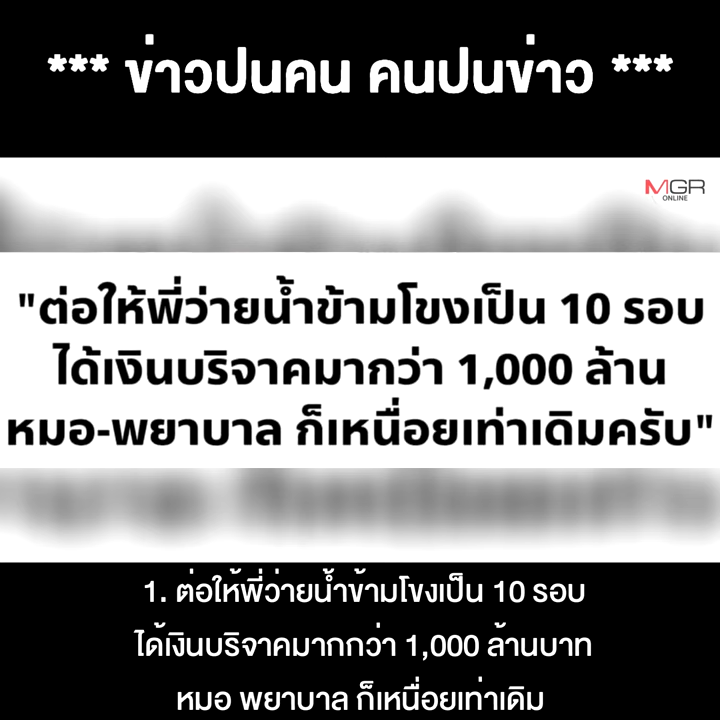 *** ข่าวปนคน คนปนข่าว ***
MGR
ONLINE
"ต่อให้พี่ว่ายน้ำข้ามโขงเป็น 10 รอบ
ได้เงินบริจาคมากว่า 1,000 ล้าน
หมอ-พยาบาล ก็เหนื่อยเท่าเดิมครับ"
1. ต่อให้พี่ว่ายน้ำข้ามโขงเป็น 10 รอบ
ได้เงินบริจาคมากกว่า 1,000 ล้านบาท
หมอ พยาบาล ก็เหนื่อยเท่าเดิม